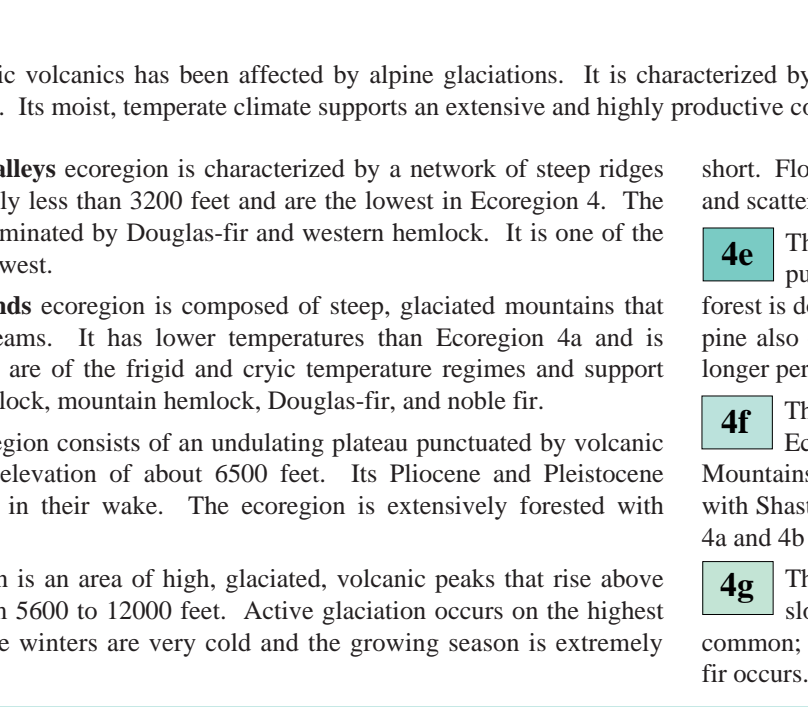 ic volcanics has been affected by alpine glaciations. It is characterized by
. Its moist, temperate climate supports an extensive and highly productive co
alleys ecoregion is characterized by a network of steep ridges
ly less than 3200 feet and are the lowest in Ecoregion 4. The
minated by Douglas-fir and western hemlock. It is one of the
west.
nds ecoregion is composed of steep, glaciated mountains that
eams. It has lower temperatures than Ecoregion 4a and is
are of the frigid and cryic temperature regimes and support
lock, mountain hemlock, Douglas-fir, and noble fir.
egion consists of an undulating plateau punctuated by volcanic
elevation of about 6500 feet. Its Pliocene and Pleistocene
in their wake. The ecoregion is extensively forested with
n is an area of high, glaciated, volcanic peaks that rise above
n 5600 to 12000 feet. Active glaciation occurs on the highest
e winters are very cold and the growing season is extremely
short. Flo
and scatter
4e Th
pu
forest is do
pine also
longer per
4f Th
Ec
Mountains
with Shast
4a and 4b
4g Th
slo
common;
fir occurs.